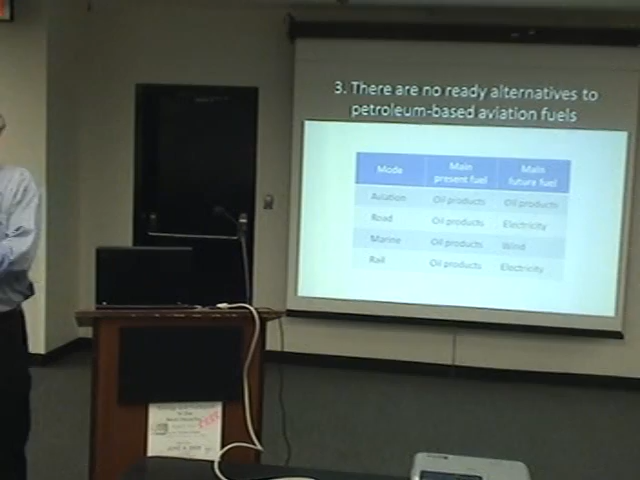 3. There are no ready alternatives to
petroleum-based aviation fuels
Mode Main present fuel Main future fuel
Aviation Oil products Oil products
Road Oil products Electricity
Marine Oil products Wind
Rail Oil products Electricity